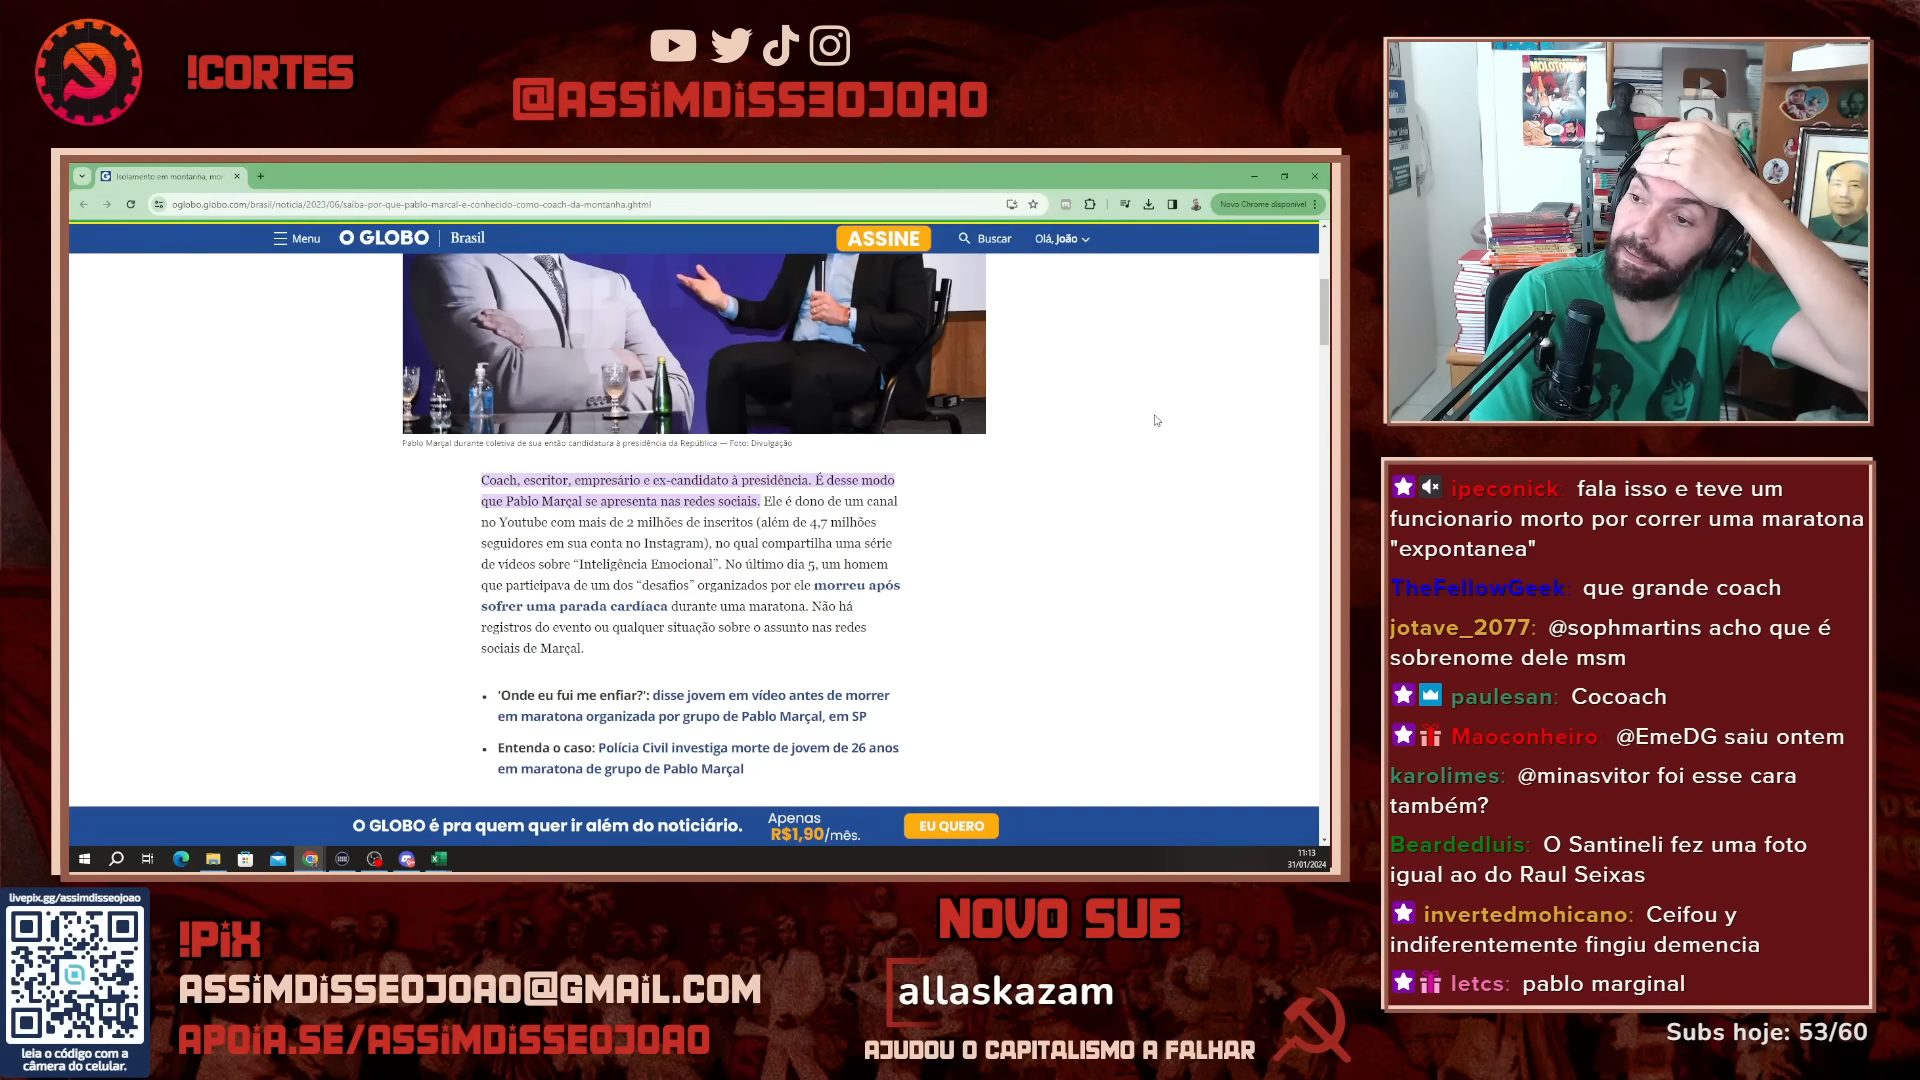 !CORTES
@ASSIMDISSEOJOAO
MOLOTOV
Isolamento em montanha, mor
oglobo.globo.com/brasil/noticia/2023/06/saiba-por-que-pablo-marcal-e-conhecido-como-coach-da-montanha.ghtml
Novo Chrome disponível
Menu
O GLOBO
Brasil
ASSINE
Buscar
Olá, João
Pablo Marçal durante coletiva de sua então candidatura à presidência da República — Foto: Divulgação
Coach, escritor, empresário e ex-candidato à presidência. É desse modo
que Pablo Marçal se apresenta nas redes sociais. Ele é dono de um canal
no Youtube com mais de 2 milhões de inscritos (além de 4,7 milhões
seguidores em sua conta no Instagram), no qual compartilha uma série
de vídeos sobre “Inteligência Emocional”. No último dia 5, um homem
que participava de um dos “desafios” organizados por ele morreu após
sofrer uma parada cardíaca durante uma maratona. Não há
registros do evento ou qualquer situação sobre o assunto nas redes
sociais de Marçal.
'Onde eu fui me enfiar?': disse jovem em vídeo antes de morrer
em maratona organizada por grupo de Pablo Marçal, em SP
Entenda o caso: Polícia Civil investiga morte de jovem de 26 anos
em maratona de grupo de Pablo Marçal
O GLOBO é pra quem quer ir além do noticiário.
Apenas
R$1,90/mês.
EU QUERO
11:13
31/01/2024
ipeconick: fala isso e teve um
funcionario morto por correr uma maratona
"expontanea"
TheFellowGeek: que grande coach
jotave_2077: @sophmartins acho que é
sobrenome dele msm
paulesan: Cocoach
Maoconheiro: @EmeDG saiu ontem
karolimes: @minasvitor foi esse cara
também?
Beardedluis: O Santineli fez uma foto
igual ao do Raul Seixas
invertedmohicano: Ceifou y
indiferentemente fingiu demencia
letcs: pablo marginal
Subs hoje: 53/60
livepix.gg/assimdisseojoao
leia o código com a
câmera do celular.
!PIX
ASSIMDISSEOJOAO@GMAIL.COM
APOIA.SE/ASSIMDISSEOJOAO
NOVO SUB
allaskazam
AJUDOU O CAPITALISMO A FALHAR